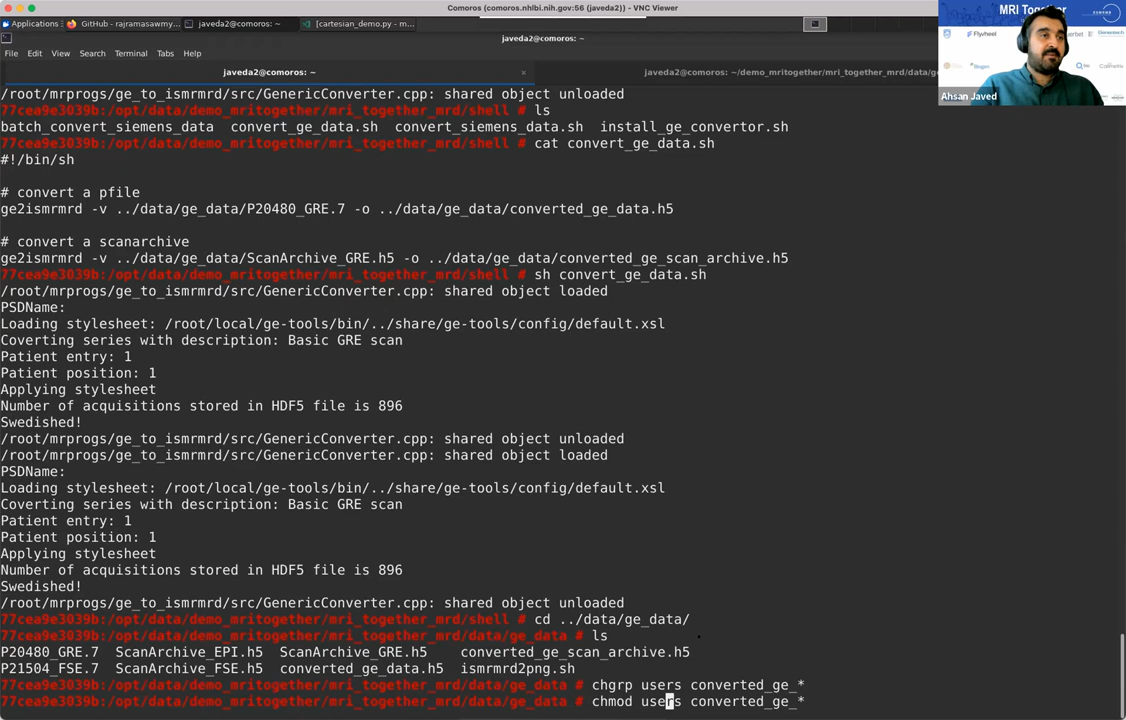 Comoros (comoros.nhlbi.nih.gov:56 (javeda2)) - VNC Viewer
Applications
GitHub - rajramasawmy...
javeda2@comoros: ~
[cartesian_demo.py - m...
javeda2@comoros: ~
File Edit View Search Terminal Tabs Help
javeda2@comoros: ~ ×
javeda2@comoros: ~/demo_mritogether/mri_together_mrd/data/ge
MRI Together
Flywheel
Ahsan Javed
/root/mrprogs/ge_to_ismrmrd/src/GenericConverter.cpp: shared object unloaded
77cea9e3039b:/opt/data/demo_mritogether/mri_together_mrd/shell # ls
batch_convert_siemens_data convert_ge_data.sh convert_siemens_data.sh install_ge_convertor.sh
77cea9e3039b:/opt/data/demo_mritogether/mri_together_mrd/shell # cat convert_ge_data.sh
#!/bin/sh
# convert a pfile
ge2ismrmrd -v ../data/ge_data/P20480_GRE.7 -o ../data/ge_data/converted_ge_data.h5
# convert a scanarchive
ge2ismrmrd -v ../data/ge_data/ScanArchive_GRE.h5 -o ../data/ge_data/converted_ge_scan_archive.h5
77cea9e3039b:/opt/data/demo_mritogether/mri_together_mrd/shell # sh convert_ge_data.sh
/root/mrprogs/ge_to_ismrmrd/src/GenericConverter.cpp: shared object loaded
PSDName:
Loading stylesheet: /root/local/ge-tools/bin/../share/ge-tools/config/default.xsl
Coverting series with description: Basic GRE scan
Patient entry: 1
Patient position: 1
Applying stylesheet
Number of acquisitions stored in HDF5 file is 896
Swedished!
/root/mrprogs/ge_to_ismrmrd/src/GenericConverter.cpp: shared object unloaded
/root/mrprogs/ge_to_ismrmrd/src/GenericConverter.cpp: shared object loaded
PSDName:
Loading stylesheet: /root/local/ge-tools/bin/../share/ge-tools/config/default.xsl
Coverting series with description: Basic GRE scan
Patient entry: 1
Patient position: 1
Applying stylesheet
Number of acquisitions stored in HDF5 file is 896
Swedished!
/root/mrprogs/ge_to_ismrmrd/src/GenericConverter.cpp: shared object unloaded
77cea9e3039b:/opt/data/demo_mritogether/mri_together_mrd/shell # cd ../data/ge_data/
77cea9e3039b:/opt/data/demo_mritogether/mri_together_mrd/data/ge_data # ls
P20480_GRE.7 ScanArchive_EPI.h5 ScanArchive_GRE.h5 converted_ge_scan_archive.h5
P21504_FSE.7 ScanArchive_FSE.h5 converted_ge_data.h5 ismrmrd2png.sh
77cea9e3039b:/opt/data/demo_mritogether/mri_together_mrd/data/ge_data # chgrp users converted_ge_*
77cea9e3039b:/opt/data/demo_mritogether/mri_together_mrd/data/ge_data # chmod users converted_ge_*